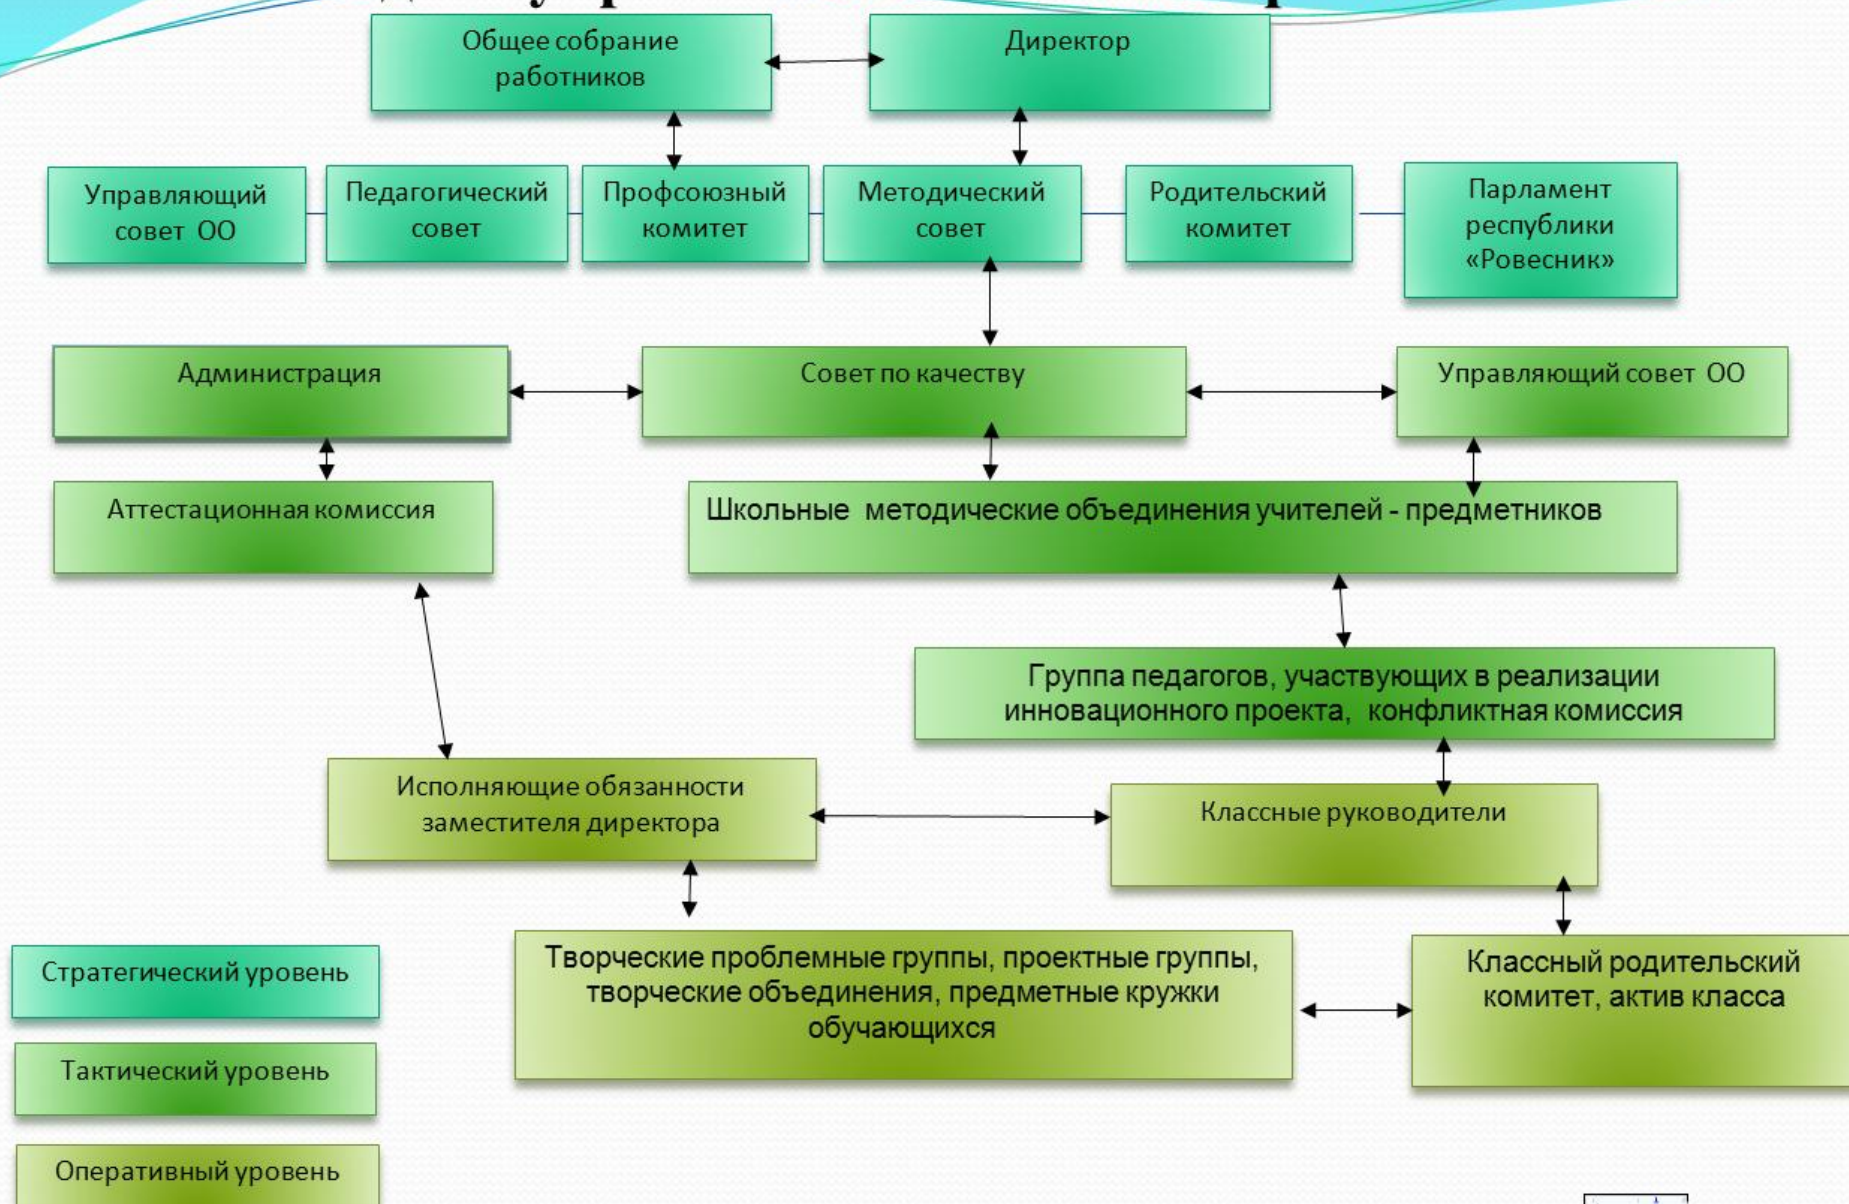 Общее собрание
работников
Директор
Управляющий
совет ОО
Педагогический
совет
Профсоюзный
комитет
Методический
совет
Родительский
комитет
Парламент
республики
«Ровесник»
Администрация
Совет по качеству
Управляющий совет ОО
Аттестационная комиссия
Школьные методические объединения учителей - предметников
Группа педагогов, участвующих в реализации
инновационного проекта, конфликтная комиссия
Исполняющие обязанности
заместителя директора
Классные руководители
Творческие проблемные группы, проектные группы,
творческие объединения, предметные кружки
обучающихся
Классный родительский
комитет, актив класса
Стратегический уровень
Тактический уровень
Оперативный уровень